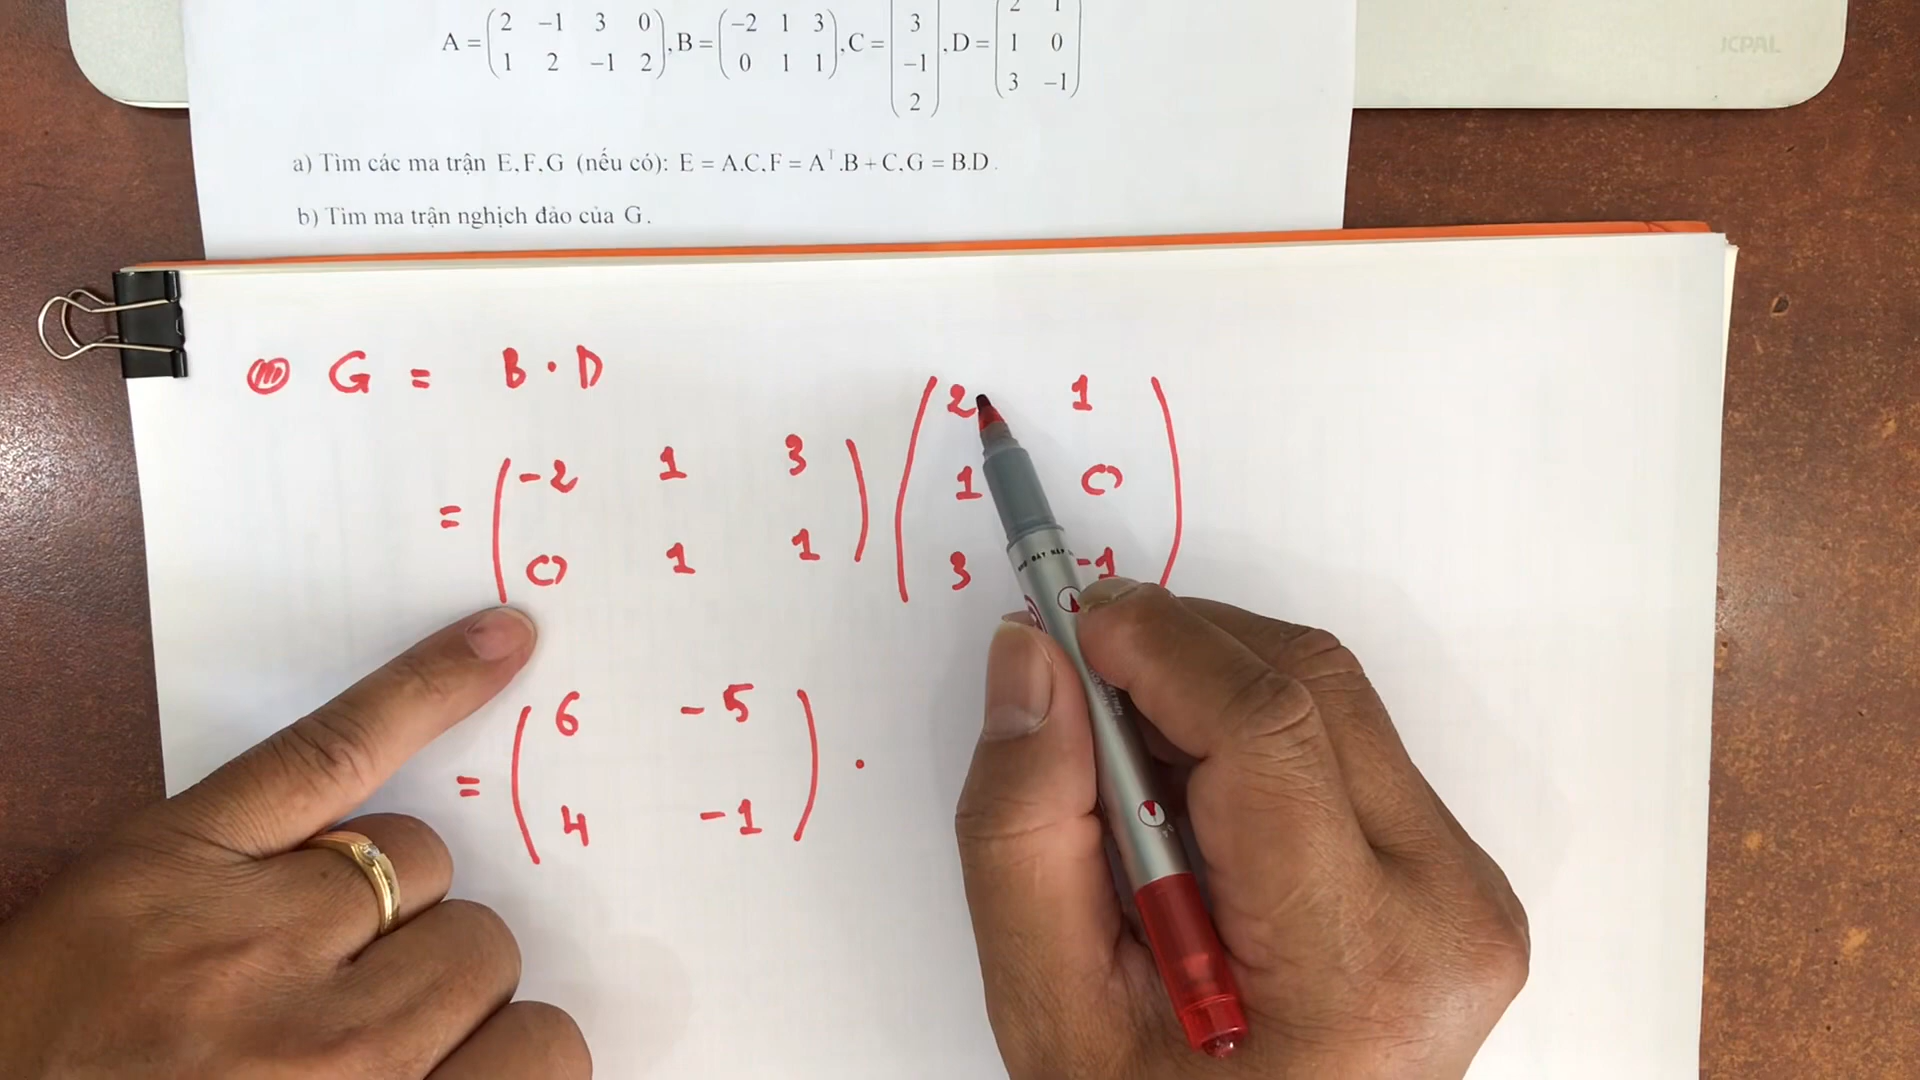 A = (2 −1 3 0
1 2 −1 2), B = (−2 1 3
0 1 1), C = (3
−1
2), D = (2 1
1 0
3 −1)
JCPAL
a) Tìm các ma trận E, F, G (nếu có): E = A.C, F = Aᵀ.B + C, G = B.D.
b) Tìm ma trận nghịch đảo của G.
G = B · D
= (-2 1 3
0 1 1) (2 1
1 0
3 -1)
= (6 -5
4 -1) .